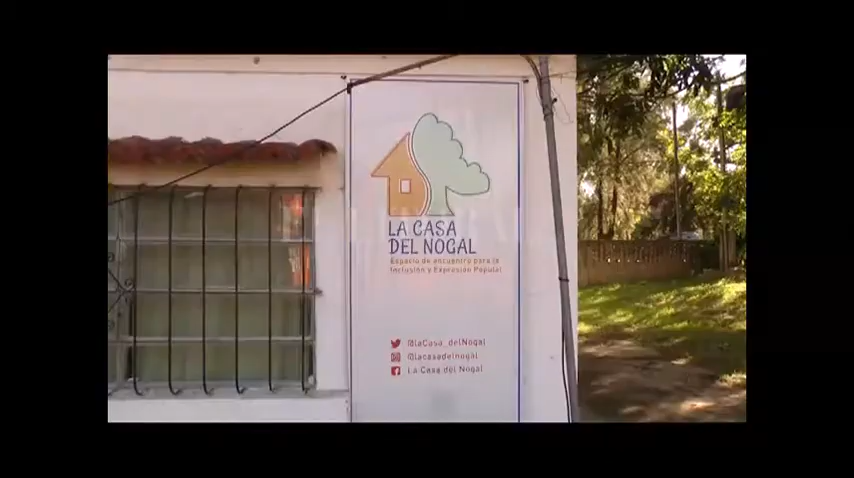 LA CASA
DEL NOGAL
Espacio de encuentro para la
Inclusión y Expresión Popular
@laCasa_delNogal
@lacasadelnogal
La Casa del Nogal